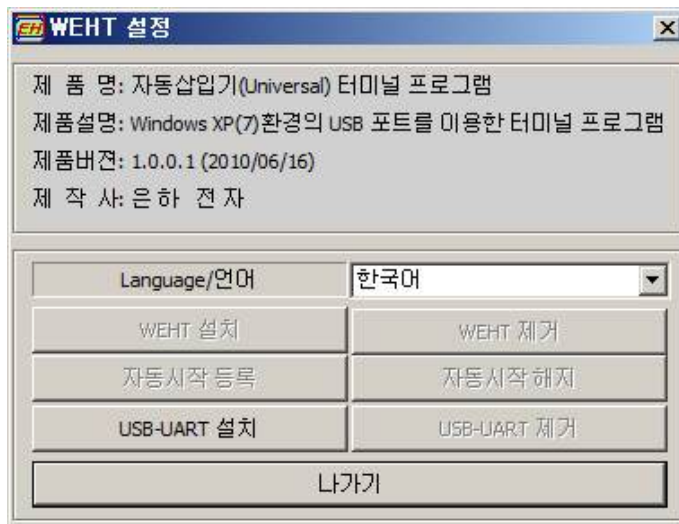 EH WEHT 설정
제 품 명: 자동삽입기(Universal) 터미널 프로그램
제품설명: Windows XP(7)환경의 USB 포트를 이용한 터미널 프로그램
제품버젼: 1.0.0.1 (2010/06/16)
제 작 사: 은 하 전 자
Language/언어 한국어
WEHT 설치 WEHT 제거
자동시작 등록 자동시작 해지
USB-UART 설치 USB-UART 제거
나가기